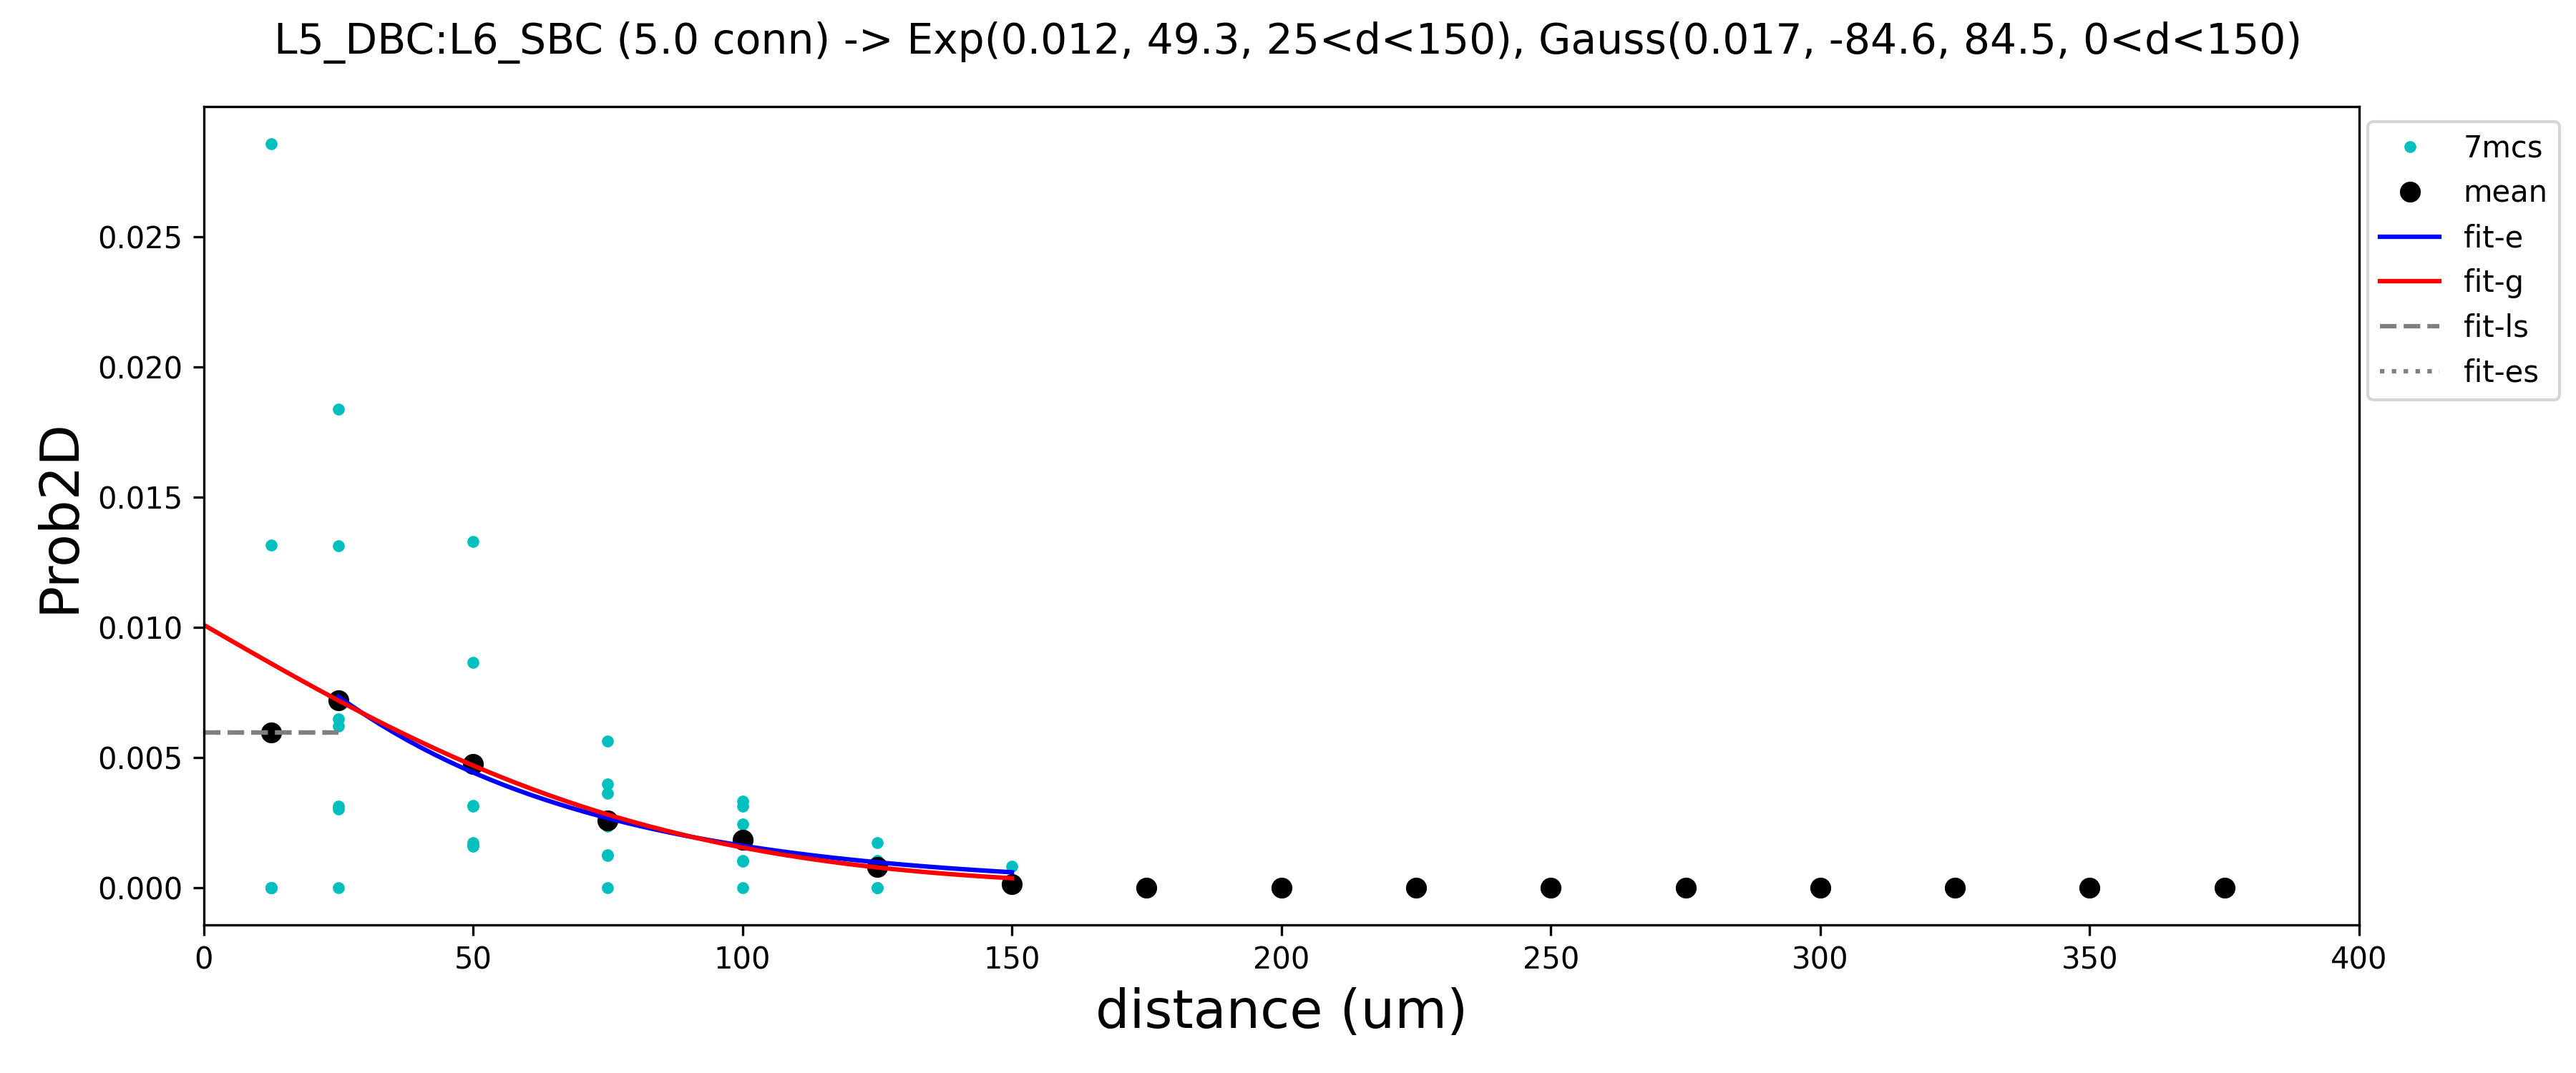 L5_DBC:L6_SBC (5.0 conn) -> Exp(0.012, 49.3, 25<d<150), Gauss(0.017, -84.6, 84.5, 0<d<150)
7mcs
mean
fit-e
fit-g
fit-ls
fit-es
Prob2D
0.025
0.020
0.015
0.010
0.005
0.000
0 50 100 150 200 250 300 350 400
distance (um)